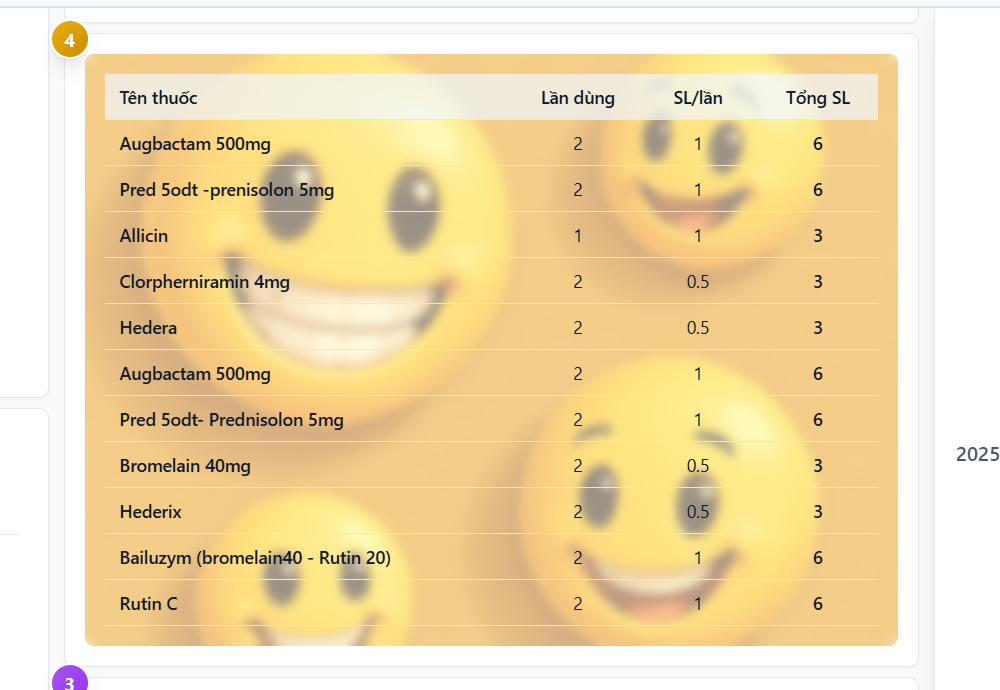 4
Tên thuốc Lần dùng SL/lần Tổng SL
Augbactam 500mg 2 1 6
Pred 5odt -prenisolon 5mg 2 1 6
Allicin 1 1 3
Clorpherniramin 4mg 2 0.5 3
Hedera 2 0.5 3
Augbactam 500mg 2 1 6
Pred 5odt- Prednisolon 5mg 2 1 6
2025
Bromelain 40mg 2 0.5 3
Hederix 2 0.5 3
Bailuzym (bromelain40 - Rutin 20) 2 1 6
Rutin C 2 1 6
3